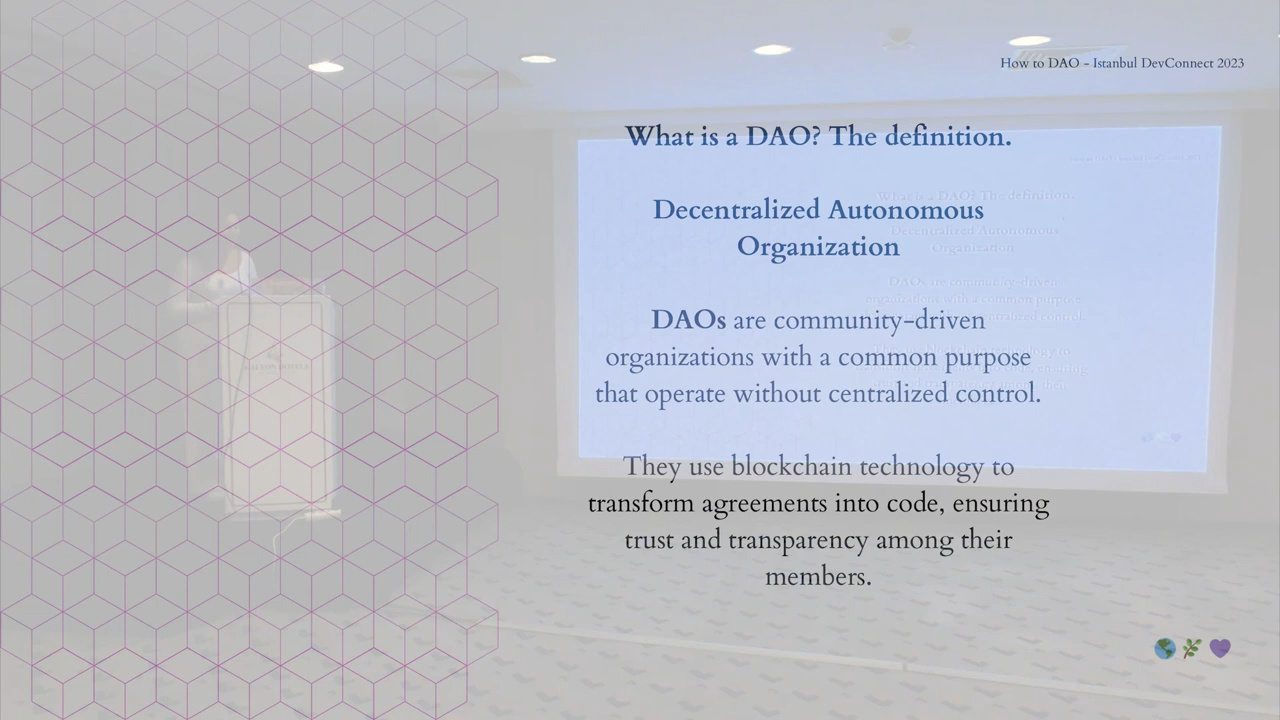 How to DAO - Istanbul DevConnect 2023
What is a DAO? The definition.
Decentralized Autonomous
Organization
DAOs are community-driven
organizations with a common purpose
that operate without centralized control.
They use blockchain technology to
transform agreements into code, ensuring
trust and transparency among their
members.